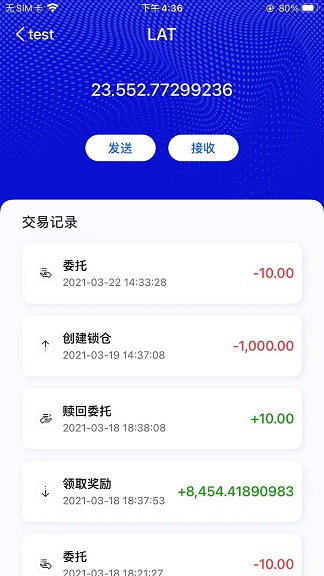 无 SIM 卡 下午 4:36 80%
test LAT
23,552.77299236
发送 接收
交易记录
委托
2021-03-22 14:33:28
-10.00
创建锁仓
2021-03-19 14:37:08
-1,000.00
赎回委托
2021-03-18 18:38:08
+10.00
领取奖励
2021-03-18 18:37:53
+8,454.41890983
委托
2021-03-18 18:21:27
-10.00